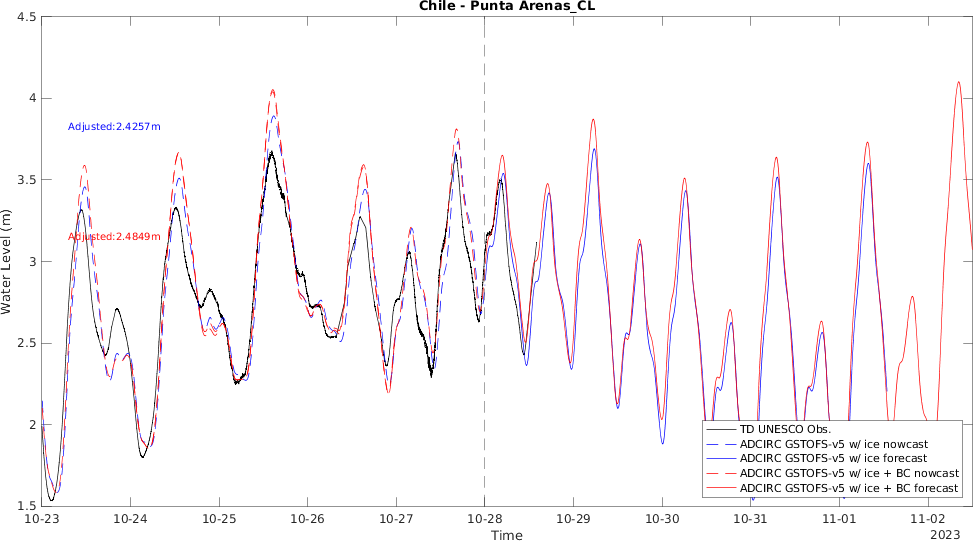 Chile - Punta Arenas_CL
Water Level (m)
4.5
4
3.5
3
2.5
2
1.5
Adjusted:2.4257m
Adjusted:2.4849m
TD UNESCO Obs.
ADCIRC GSTOFS-v5 w/ ice nowcast
ADCIRC GSTOFS-v5 w/ ice forecast
ADCIRC GSTOFS-v5 w/ ice + BC nowcast
ADCIRC GSTOFS-v5 w/ ice + BC forecast
10-23 10-24 10-25 10-26 10-27 10-28 10-29 10-30 10-31 11-01 11-02
Time
2023